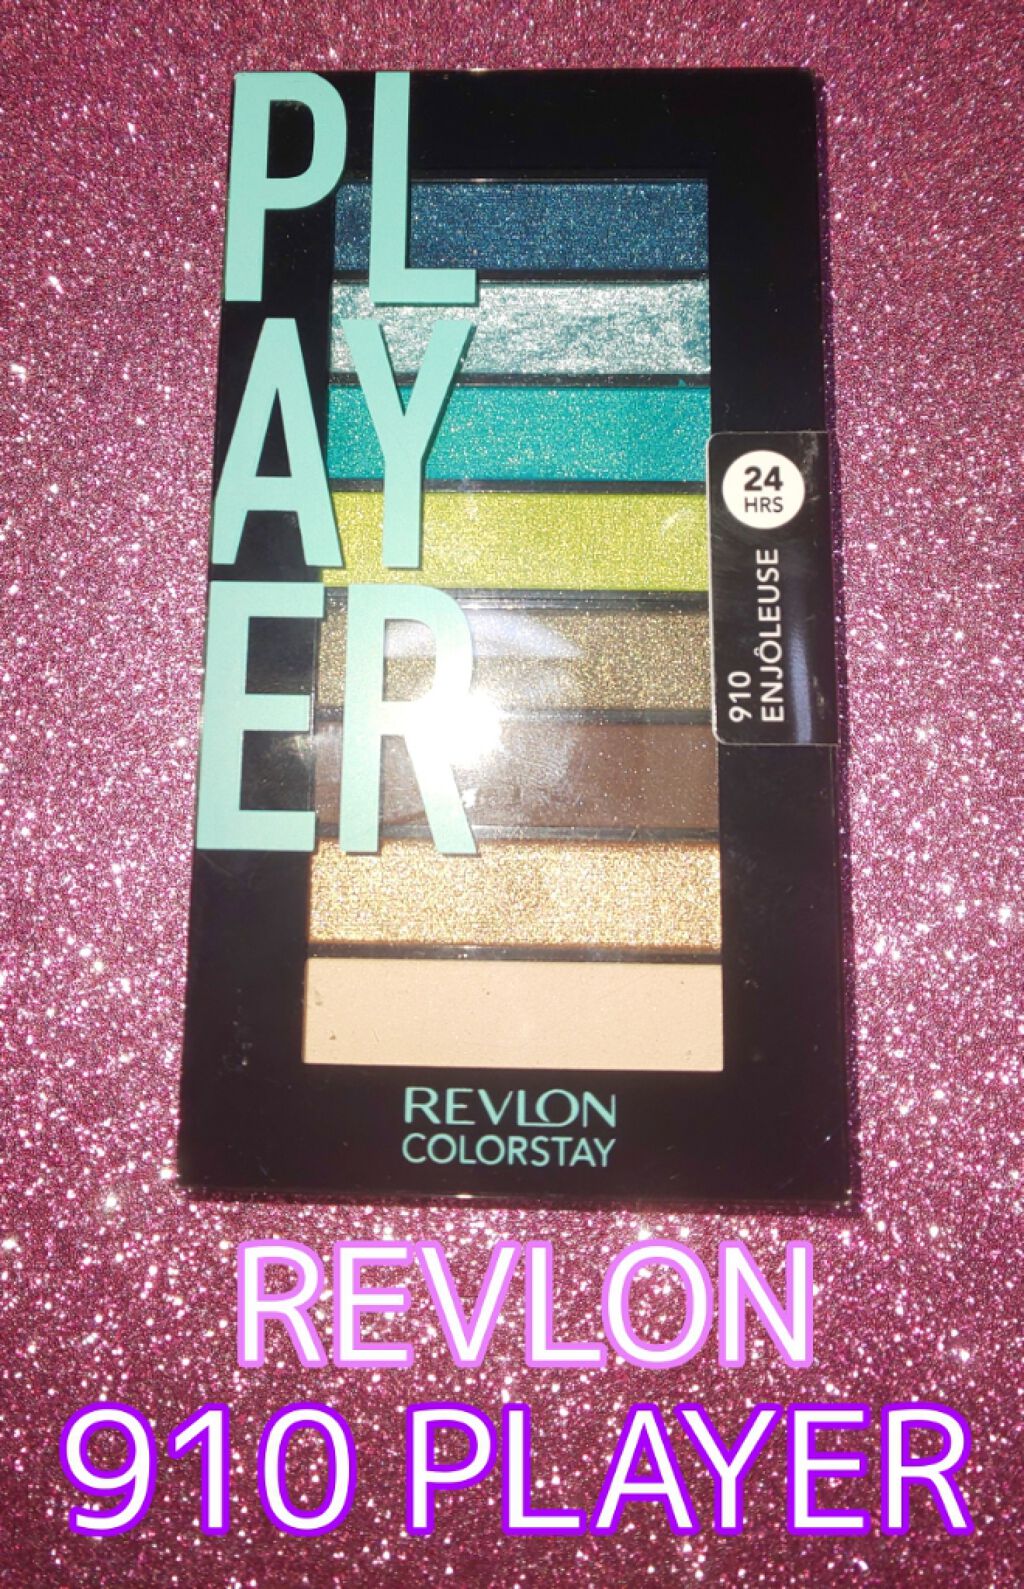 PL
AY
ER
24
HRS
910
ENJÔLEUSE
REVLON
COLORSTAY
REVLON
910 PLAYER